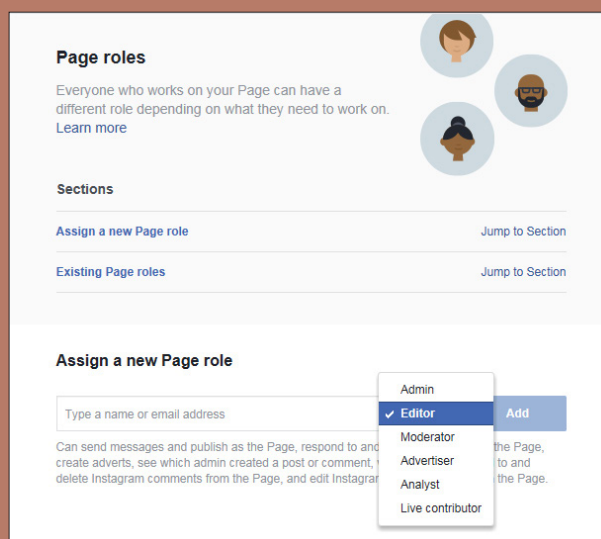 Page roles
Everyone who works on your Page can have a
different role depending on what they need to work on.
Learn more
Sections
Assign a new Page role Jump to Section
Existing Page roles Jump to Section
Assign a new Page role
Admin
Type a name or email address ✓ Editor Add
Moderator
Advertiser
Analyst
Live contributor
Can send messages and publish as the Page, respond to and the Page,
create adverts, see which admin created a post or comment, to and
delete Instagram comments from the Page, and edit Instagram the Page.